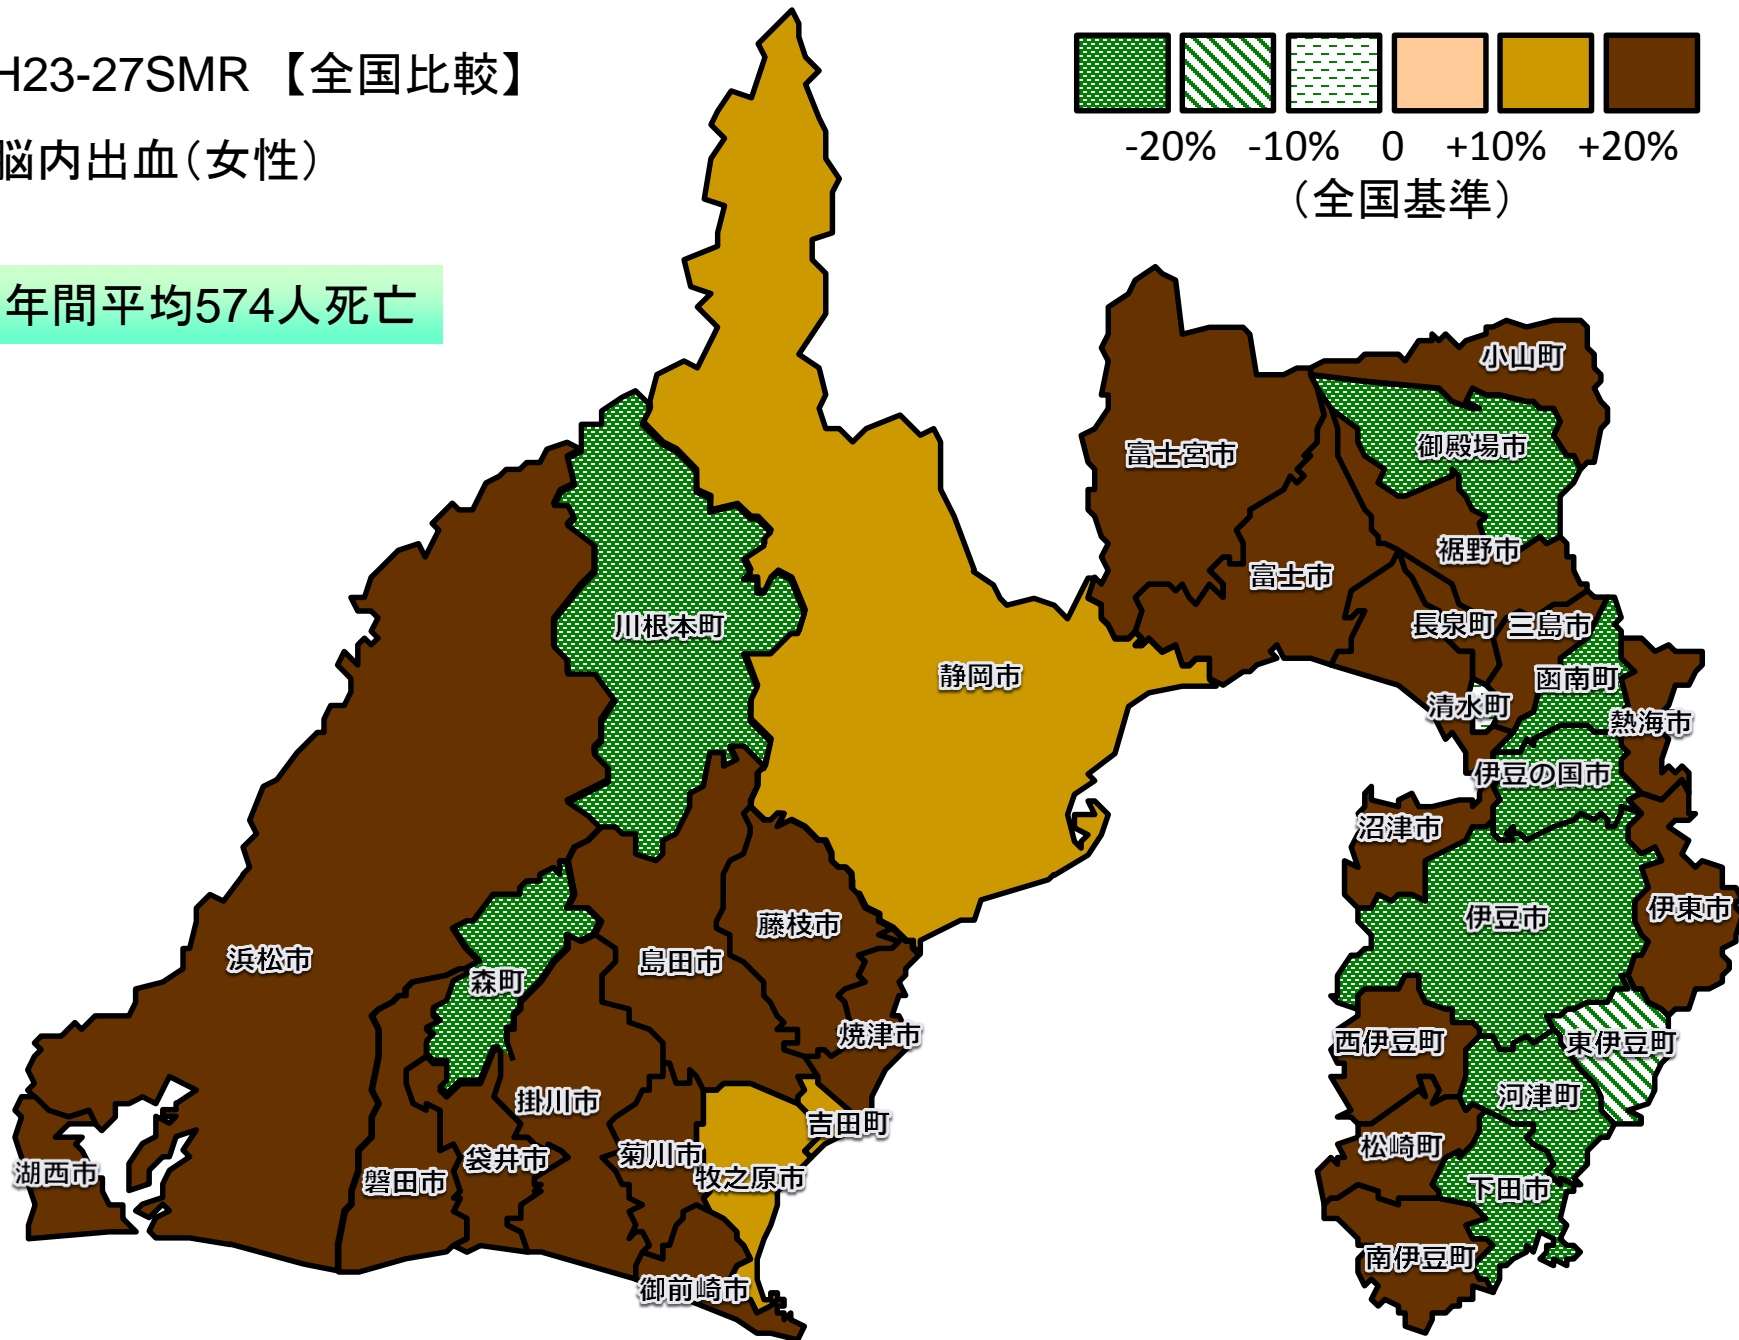 H23-27SMR 【全国比較】
脳内出血（女性）
年間平均574人死亡
-20% -10% 0 +10% +20%
（全国基準）
小山町
御殿場市
富士宮市
裾野市
富士市
長泉町
三島市
川根本町
静岡市
函南町
清水町
熱海市
伊豆の国市
沼津市
伊豆市
伊東市
藤枝市
浜松市
島田市
森町
焼津市
西伊豆町
東伊豆町
河津町
掛川市
吉田町
松崎町
湖西市
磐田市
袋井市
菊川市
牧之原市
下田市
南伊豆町
御前崎市